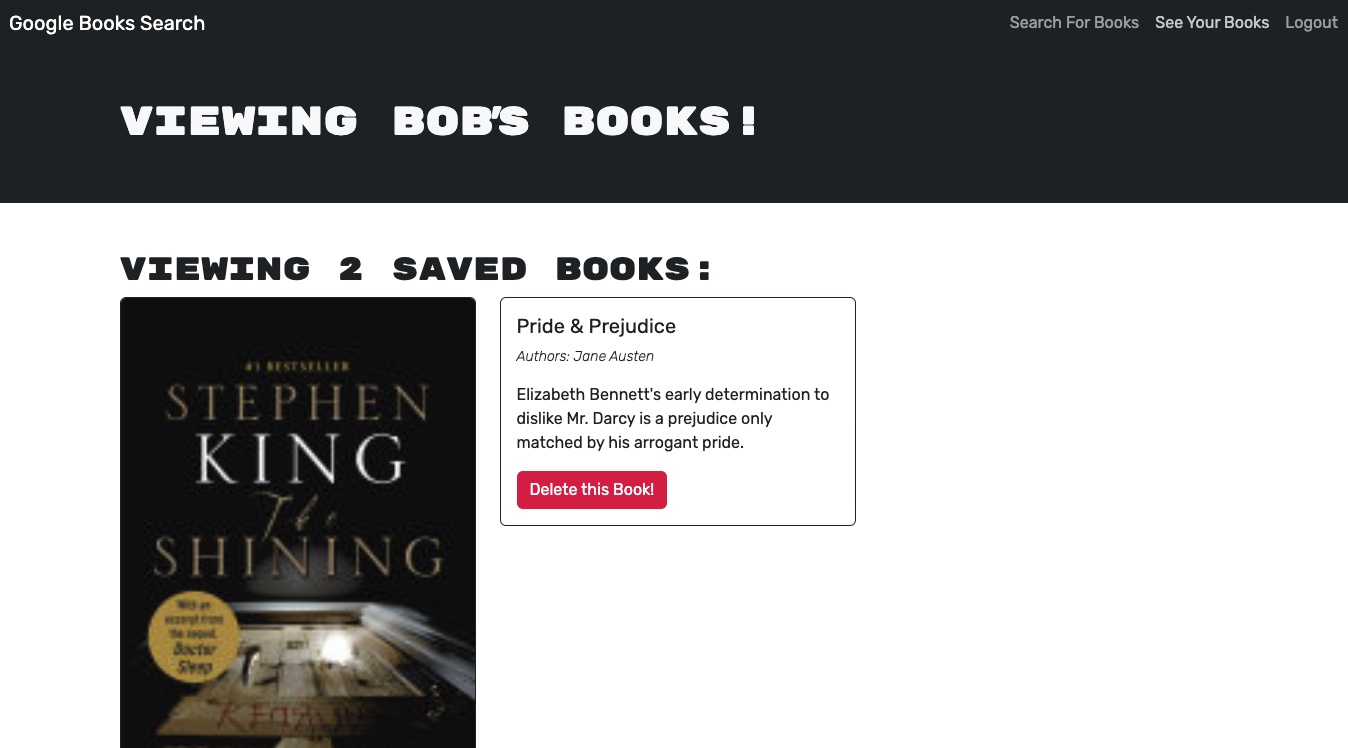 Google Books Search
Search For Books
See Your Books
Logout
VIEWING BOB'S BOOKS!
VIEWING 2 SAVED BOOKS:
#1 BESTSELLER
STEPHEN
KING
The
SHINING
With an
excerpt from
the sequel,
Doctor
Sleep
Pride & Prejudice
Authors: Jane Austen
Elizabeth Bennett's early determination to
dislike Mr. Darcy is a prejudice only
matched by his arrogant pride.
Delete this Book!